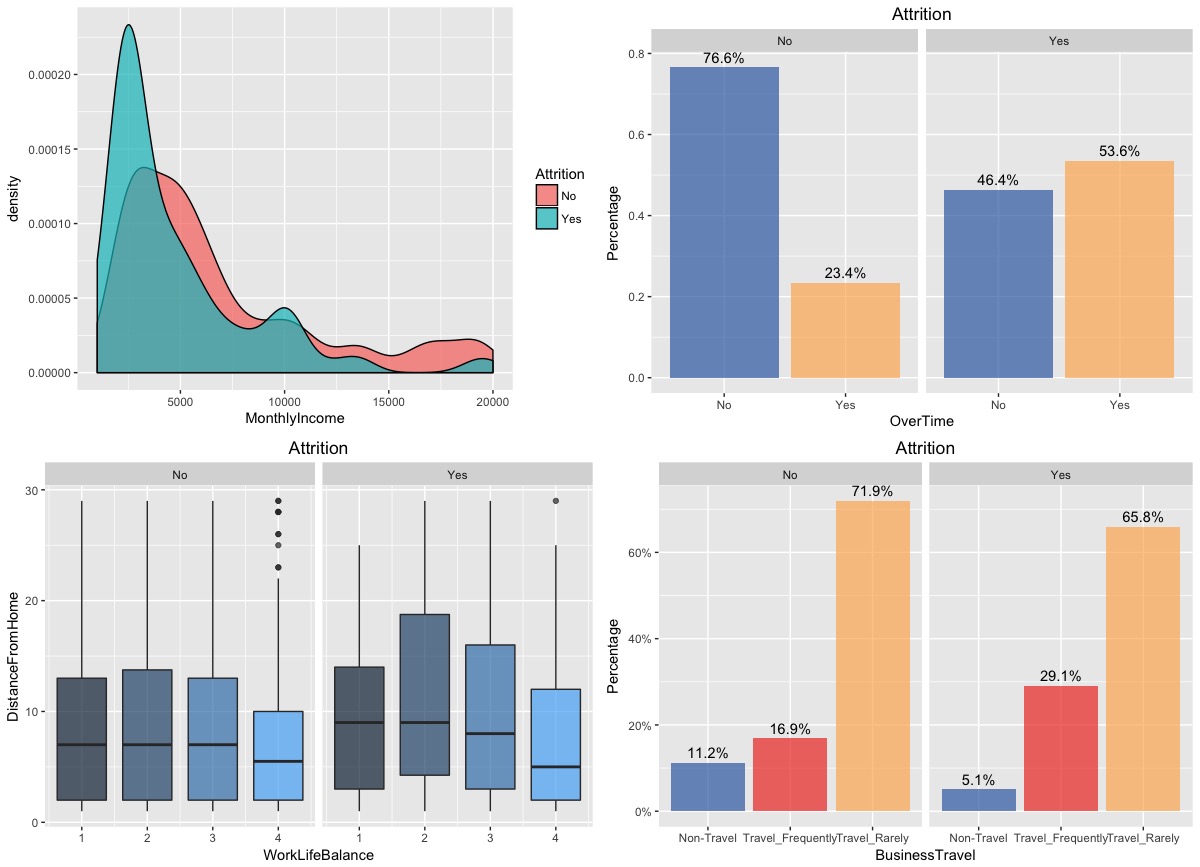 density
0.00020
0.00015
0.00010
0.00005
0.00000
5000 10000 15000 20000
MonthlyIncome
Attrition
No
Yes
Attrition
No Yes
Percentage
0.8
0.6
0.4
0.2
0.0
76.6%
23.4%
46.4%
53.6%
No Yes No Yes
OverTime
Attrition
No Yes
DistanceFromHome
30
20
10
0
1 2 3 4 1 2 3 4
WorkLifeBalance
Attrition
No Yes
Percentage
60%
40%
20%
0%
11.2%
16.9%
71.9%
5.1%
29.1%
65.8%
Non-Travel Travel_Frequently Travel_Rarely Non-Travel Travel_Frequently Travel_Rarely
BusinessTravel